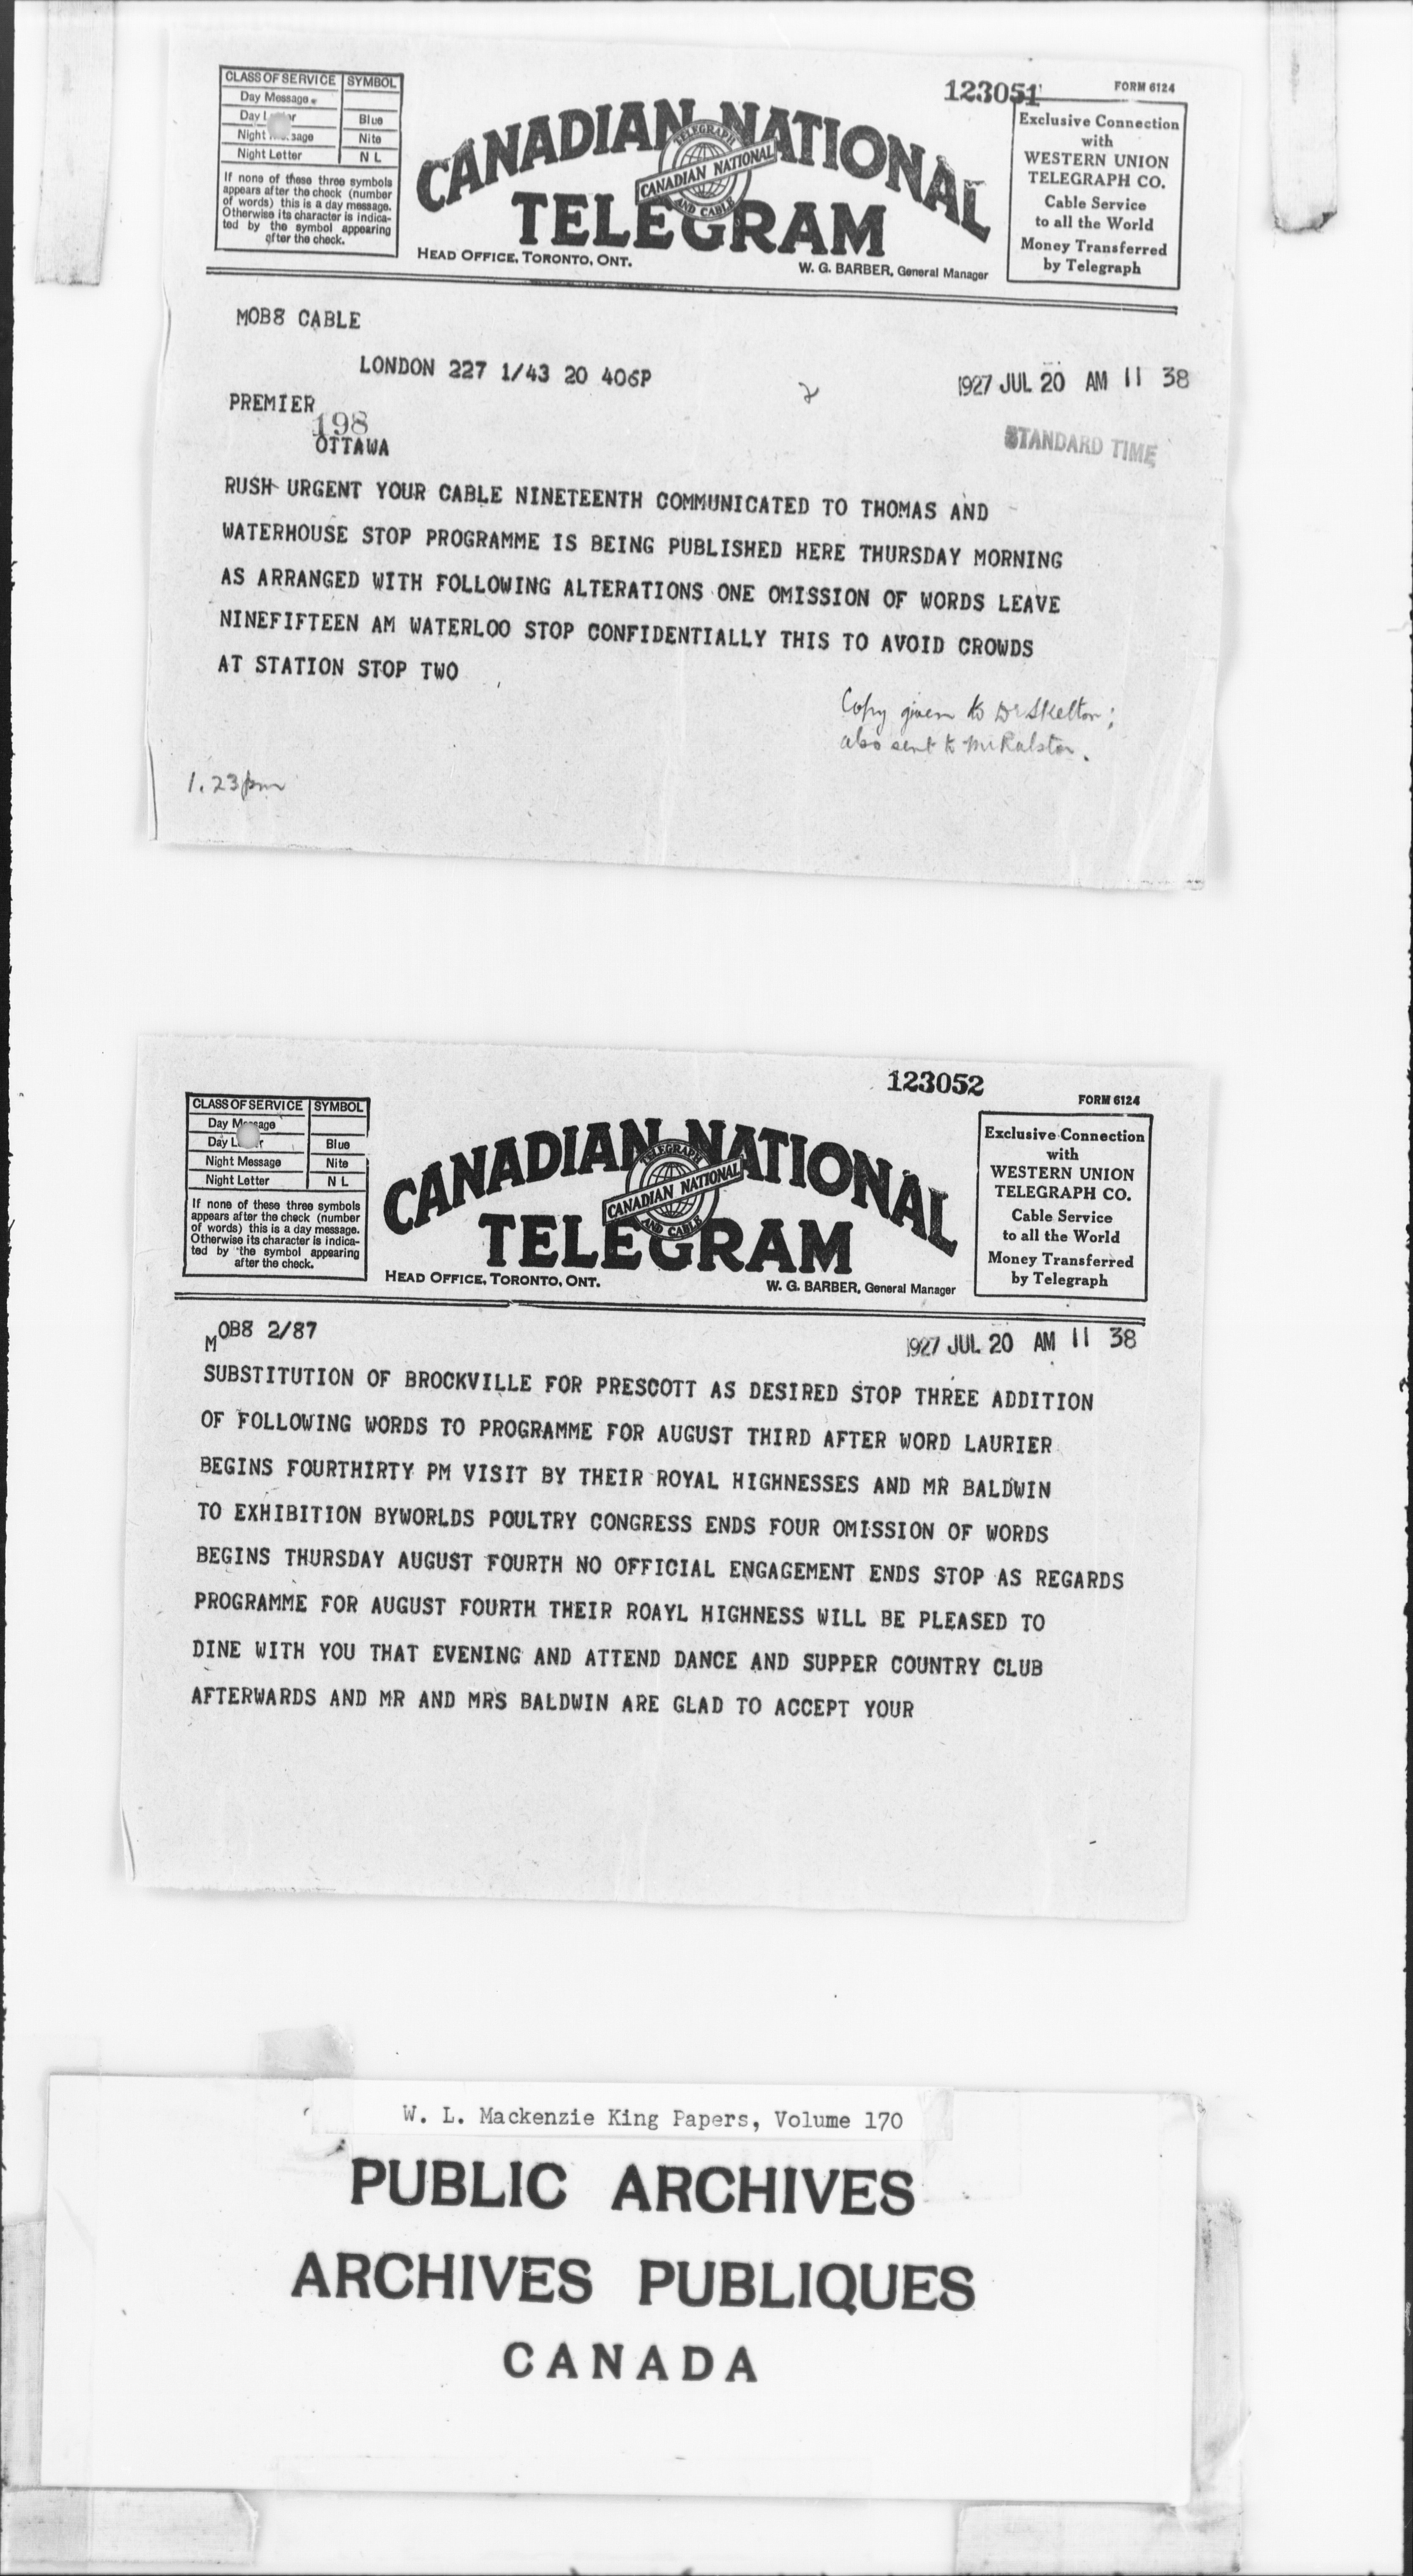 CLASS OF SERVICE SYMBOL
Day Message
Day Blue
Night Nite
Night Letter N L
If none of these three symbols
appears after the check (number
of words) this is a day message.
Otherwise its character is indica-
ted by the symbol appearing
after the check.
CANADIAN NATIONAL
TELEGRAM
TELEGRAPH
CANADIAN NATIONAL
AND CABLE
HEAD OFFICE, TORONTO, ONT.
W. G. BARBER, General Manager
123051
FORM 6124
Exclusive Connection
with
WESTERN UNION
TELEGRAPH CO.
Cable Service
to all the World
Money Transferred
by Telegraph
MOB8 CABLE
LONDON 227 1/43 20 406P
1927 JUL 20 AM 11 38
PREMIER
198
OTTAWA
STANDARD TIME
RUSH URGENT YOUR CABLE NINETEENTH COMMUNICATED TO THOMAS AND
WATERHOUSE STOP PROGRAMME IS BEING PUBLISHED HERE THURSDAY MORNING
AS ARRANGED WITH FOLLOWING ALTERATIONS ONE OMISSION OF WORDS LEAVE
NINEFIFTEEN AM WATERLOO STOP CONFIDENTIALLY THIS TO AVOID CROWDS
AT STATION STOP TWO
Copy given to Dr Skelton;
also sent to Mr Ralston.
1.23pm
CLASS OF SERVICE SYMBOL
Day Message
Day Blue
Night Message Nite
Night Letter N L
If none of these three symbols
appears after the check (number
of words) this is a day message.
Otherwise its character is indica-
ted by the symbol appearing
after the check.
CANADIAN NATIONAL
TELEGRAM
TELEGRAPH
CANADIAN NATIONAL
AND CABLE
HEAD OFFICE, TORONTO, ONT.
W. G. BARBER, General Manager
123052
FORM 6124
Exclusive Connection
with
WESTERN UNION
TELEGRAPH CO.
Cable Service
to all the World
Money Transferred
by Telegraph
MOB8 2/87
1927 JUL 20 AM 11 38
SUBSTITUTION OF BROCKVILLE FOR PRESCOTT AS DESIRED STOP THREE ADDITION
OF FOLLOWING WORDS TO PROGRAMME FOR AUGUST THIRD AFTER WORD LAURIER
BEGINS FOURTHIRTY PM VISIT BY THEIR ROYAL HIGHNESSES AND MR BALDWIN
TO EXHIBITION BYWORLDS POULTRY CONGRESS ENDS FOUR OMISSION OF WORDS
BEGINS THURSDAY AUGUST FOURTH NO OFFICIAL ENGAGEMENT ENDS STOP AS REGARDS
PROGRAMME FOR AUGUST FOURTH THEIR ROAYL HIGHNESS WILL BE PLEASED TO
DINE WITH YOU THAT EVENING AND ATTEND DANCE AND SUPPER COUNTRY CLUB
AFTERWARDS AND MR AND MRS BALDWIN ARE GLAD TO ACCEPT YOUR
W. L. Mackenzie King Papers, Volume 170
PUBLIC ARCHIVES
ARCHIVES PUBLIQUES
CANADA